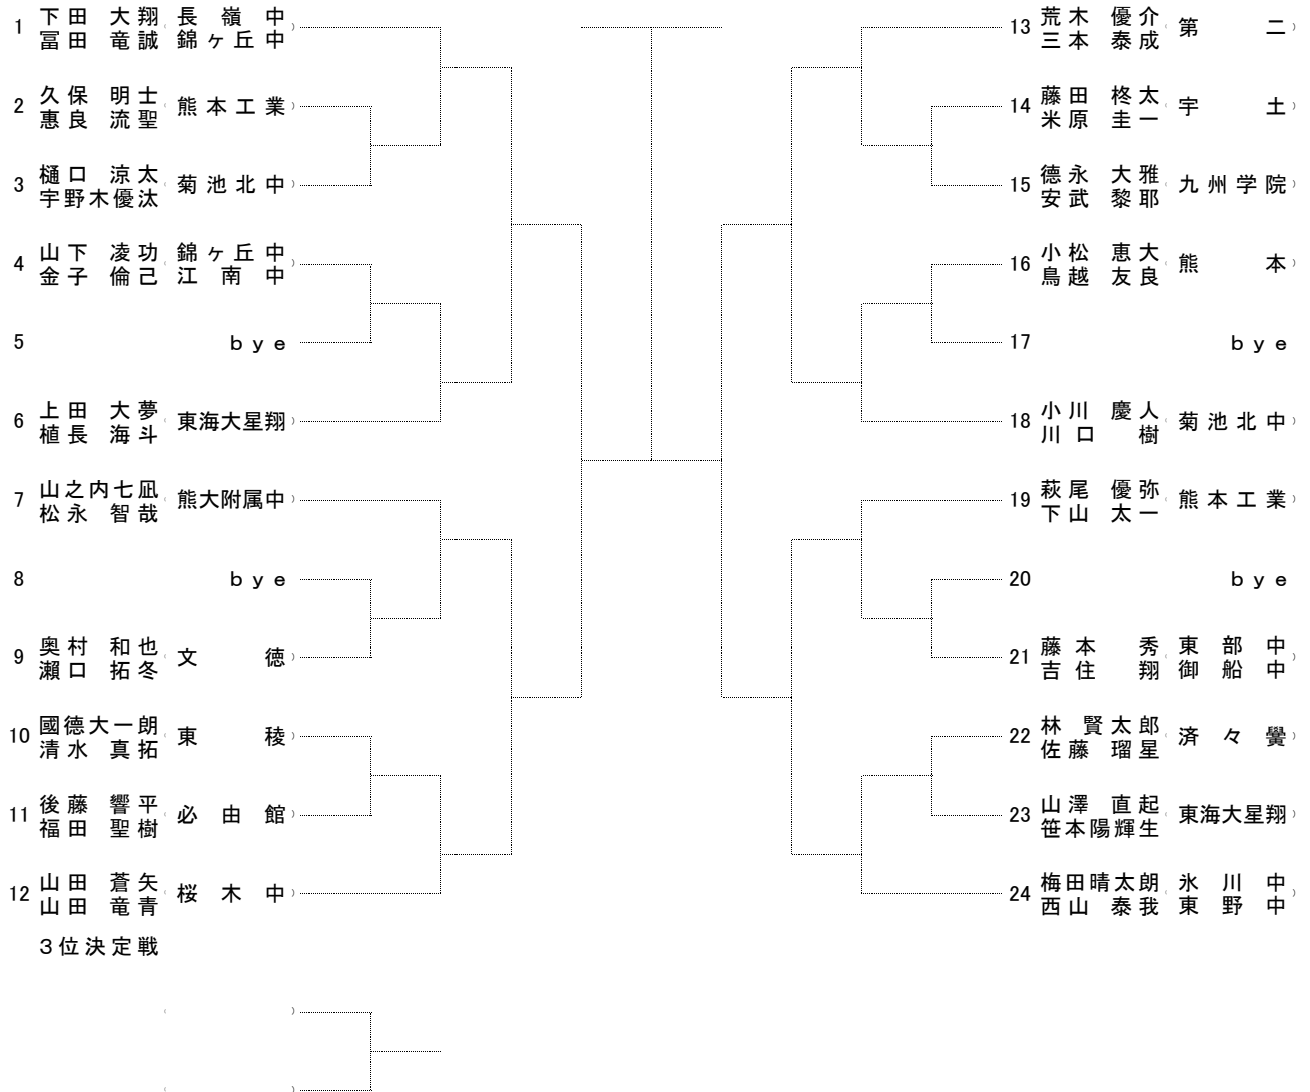 1 下田 大翔 長嶺中
冨田 竜誠 錦ヶ丘中
2 久保 明士 熊本工業
惠良 流聖
3 樋口 涼太 菊池北中
宇野木優汰
4 山下 凌功 錦ヶ丘中
金子 倫己 江南中
5 ｂｙｅ
6 上田 大夢 東海大星翔
植長 海斗
7 山之内七凪 熊大附属中
松永 智哉
8 ｂｙｅ
9 奥村 和也 文徳
瀬口 拓冬
10 國德大一朗 東稜
清水 真拓
11 後藤 響平 必由館
福田 聖樹
12 山田 蒼矢 桜木中
山田 竜青
３位決定戦
13 荒木 優介 第二
三本 泰成
14 藤田 柊太 宇土
米原 圭一
15 德永 大雅 九州学院
安武 黎耶
16 小松 恵大 熊本
鳥越 友良
17 ｂｙｅ
18 小川 慶人 菊池北中
川口 樹
19 萩尾 優弥 熊本工業
下山 太一
20 ｂｙｅ
21 藤本 秀 東部中
吉住 翔 御船中
22 林 賢太郎 済々黌
佐藤 瑠星
23 山澤 直起 東海大星翔
笹本陽輝生
24 梅田晴太朗 氷川中
西山 泰我 東野中